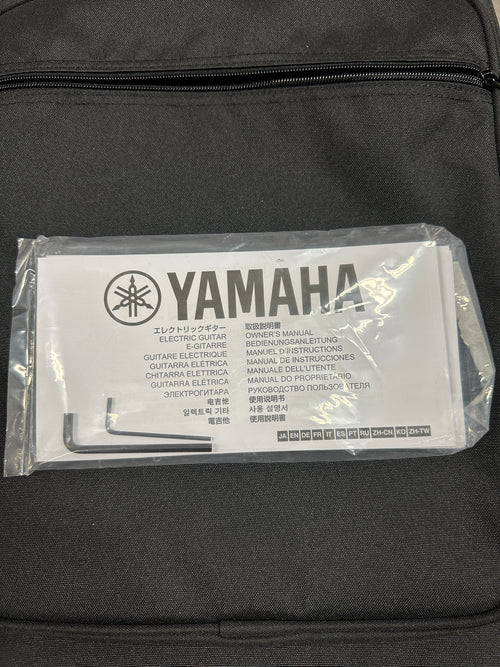 YAMAHA
エレクトリックギター 取扱説明書
ELECTRIC GUITAR OWNER'S MANUAL
E-GITARRE BEDIENUNGSANLEITUNG
GUITARE ELECTRIQUE MANUEL D'INSTRUCTIONS
GUITARRA ELÉTRICA MANUAL DE INSTRUCCIONES
CHITARRA ELETTRICA MANUALE DELL'UTENTE
GUITARRA ELÉTRICA MANUAL DO PROPRIETÁRIO
ЭЛЕКТРОГИТАРА РУКОВОДСТВО ПОЛЬЗОВАТЕЛЯ
电吉他 使用说明书
일렉트릭 기타 사용 설명서
電吉他 使用說明書
JA EN DE FR IT ES PT RU ZH-CN KO ZH-TW